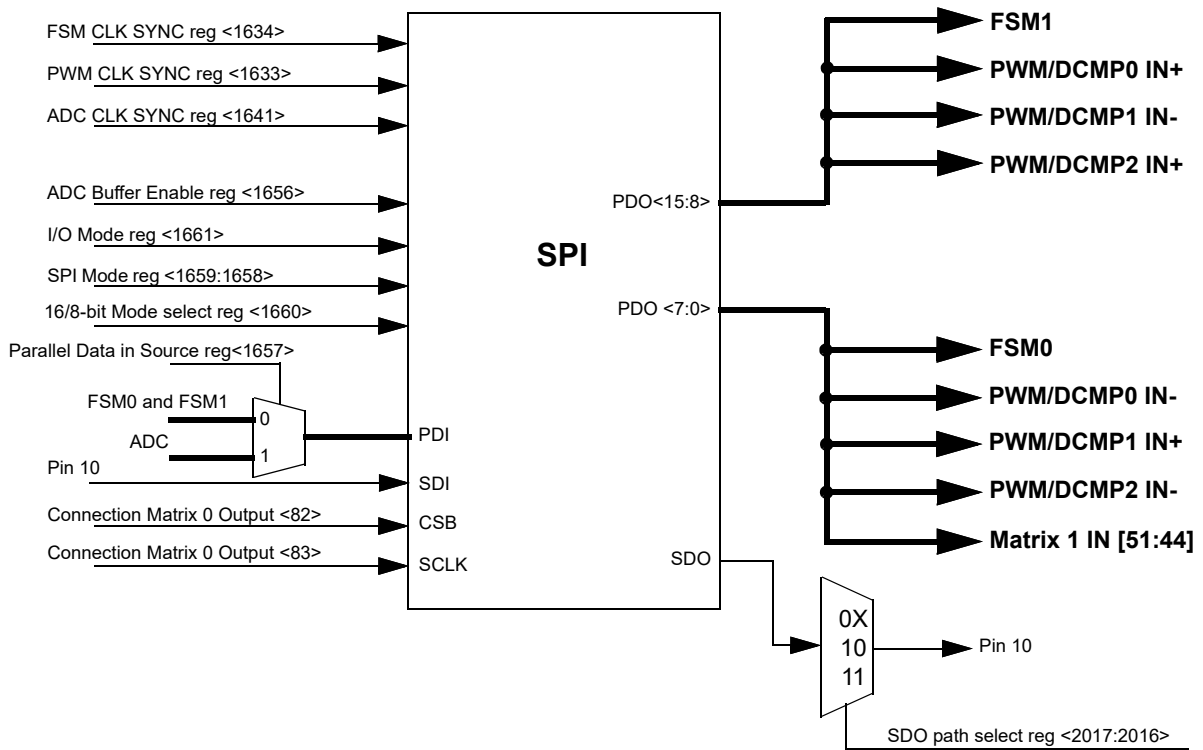 FSM CLK SYNC reg <1634>
PWM CLK SYNC reg <1633>
ADC CLK SYNC reg <1641>
ADC Buffer Enable reg <1656>
I/O Mode reg <1661>
SPI Mode reg <1659:1658>
16/8-bit Mode select reg <1660>
Parallel Data in Source reg<1657>
FSM0 and FSM1
0
ADC
1
Pin 10
Connection Matrix 0 Output <82>
Connection Matrix 0 Output <83>
PDI
SDI
CSB
SCLK
SPI
PDO<15:8>
PDO <7:0>
SDO
FSM1
PWM/DCMP0 IN+
PWM/DCMP1 IN-
PWM/DCMP2 IN+
FSM0
PWM/DCMP0 IN-
PWM/DCMP1 IN+
PWM/DCMP2 IN-
Matrix 1 IN [51:44]
0X
10
11
Pin 10
SDO path select reg <2017:2016>